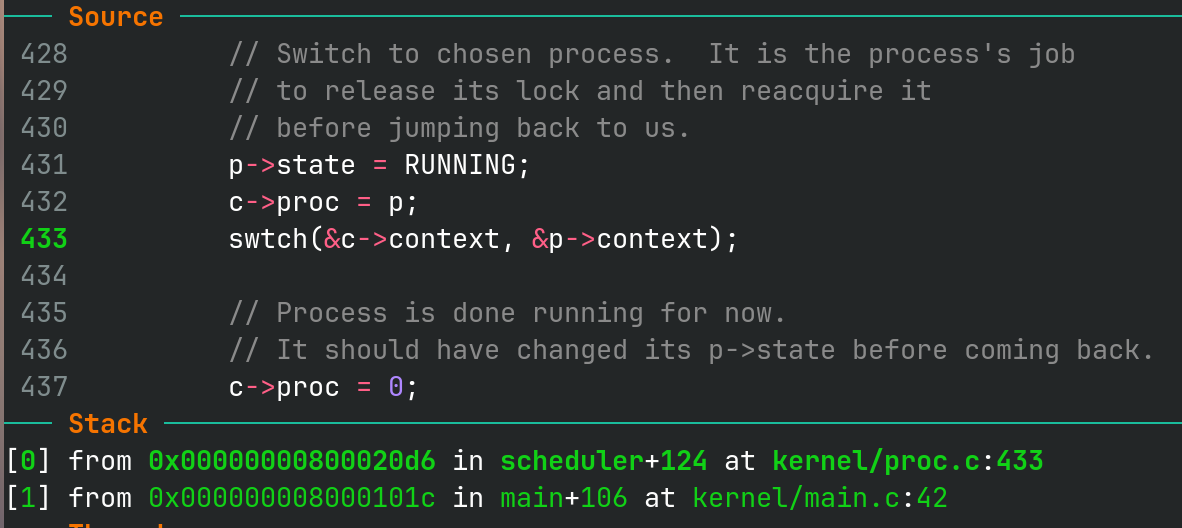 Source
428 // Switch to chosen process.  It is the process's job
429 // to release its lock and then reacquire it
430 // before jumping back to us.
431 p->state = RUNNING;
432 c->proc = p;
433 swtch(&c->context, &p->context);
434
435 // Process is done running for now.
436 // It should have changed its p->state before coming back.
437 c->proc = 0;
Stack
[0] from 0x00000000800020d6 in scheduler+124 at kernel/proc.c:433
[1] from 0x000000008000101c in main+106 at kernel/main.c:42